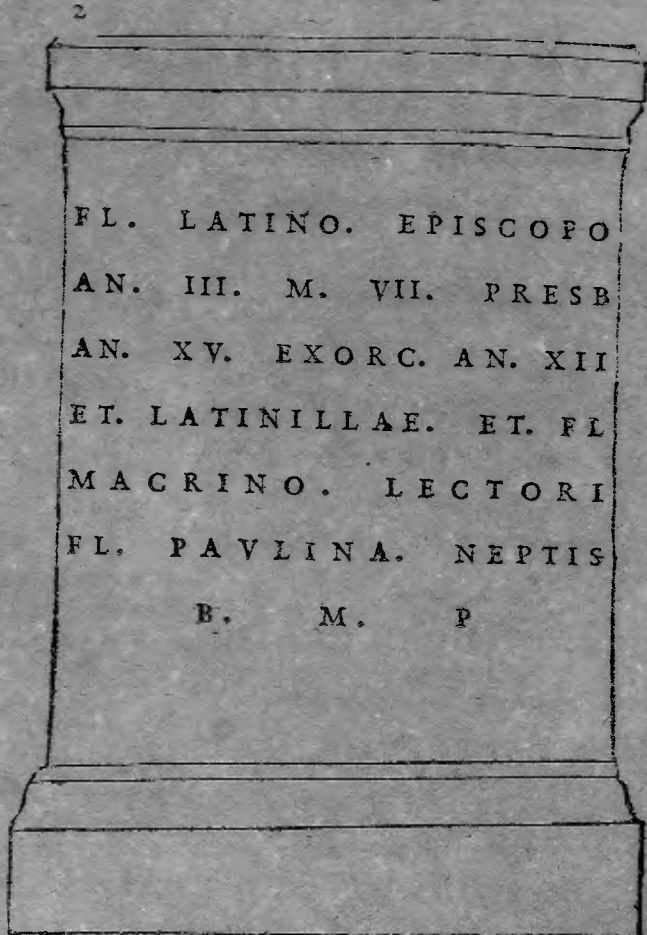 2
FL. LATINO. EPISCOPO
AN. III. M. VII. PRESB
AN. XV. EXORC. AN. XII
ET. LATINILLAE. ET. FL
MACRINO. LECTORI
FL. PAVLINA. NEPTIS
B. M. P